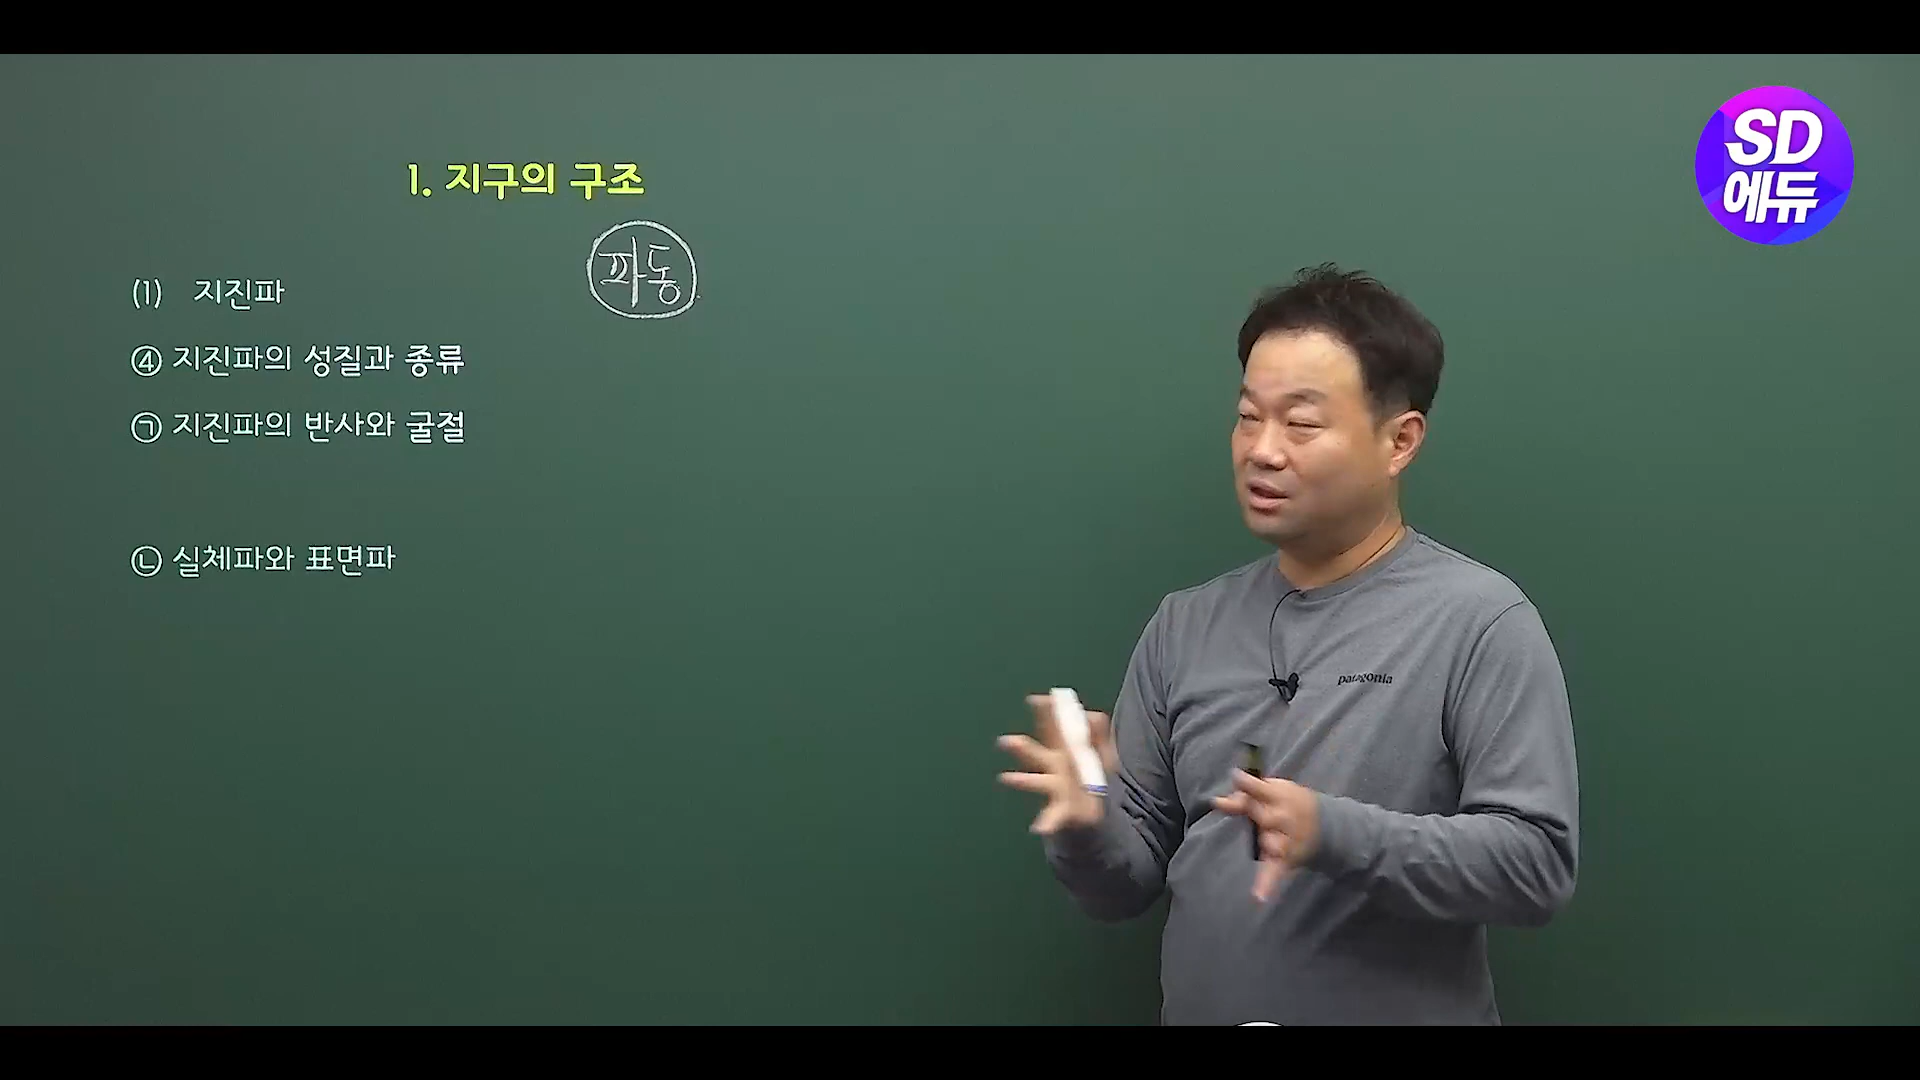 SD
에듀
1. 지구의 구조
파동
(1) 지진파
④ 지진파의 성질과 종류
㉠ 지진파의 반사와 굴절
㉡ 실체파와 표면파
patagonia